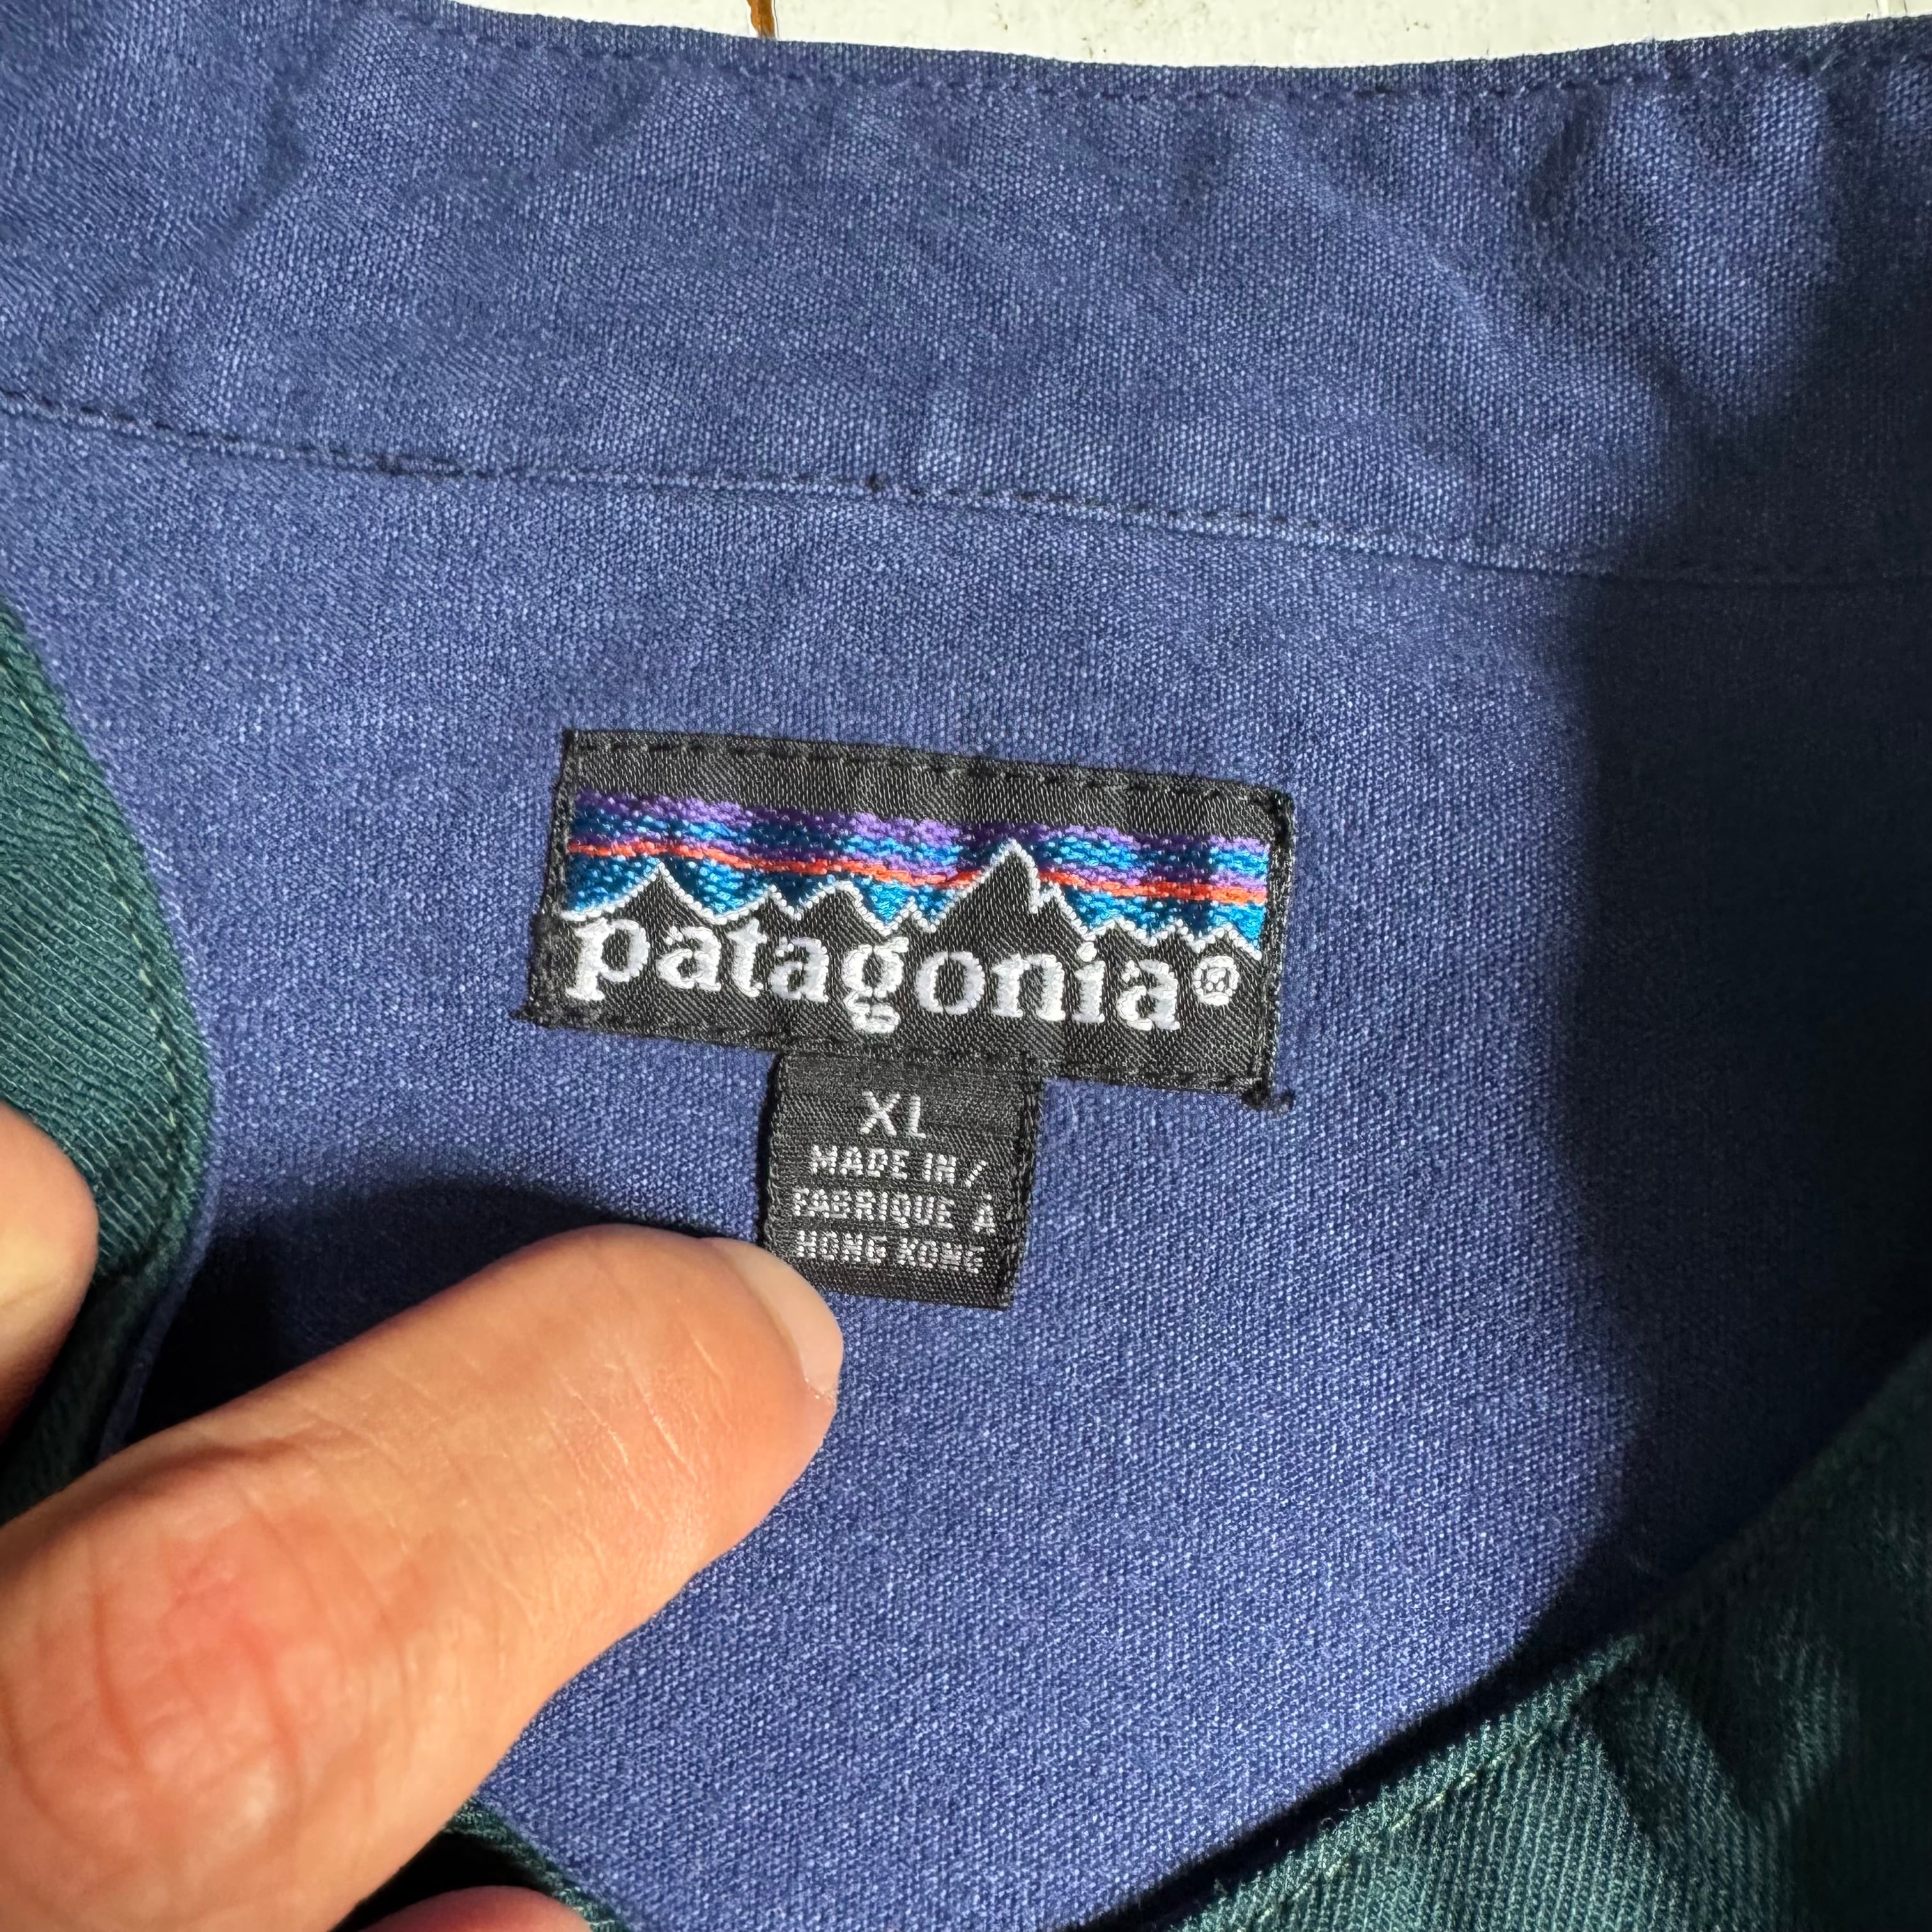 patagonia®
XL
MADE IN/
FABRIQUE À
HONG KONG